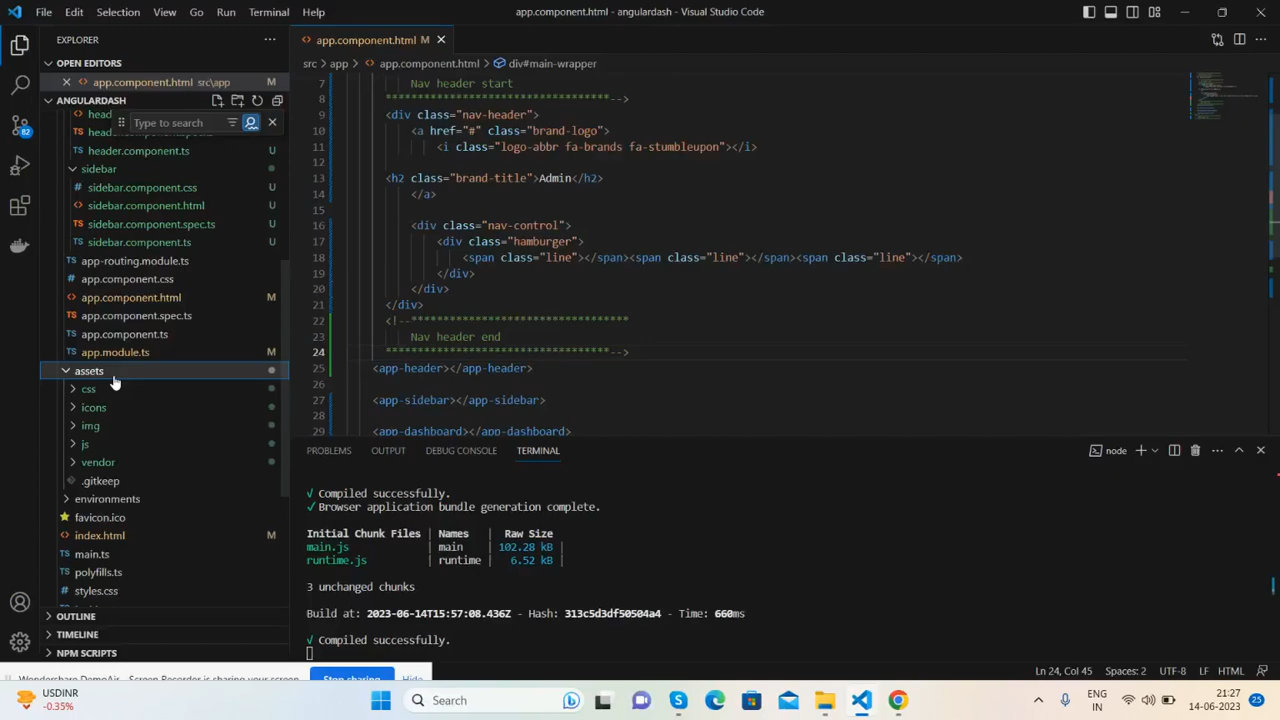 File Edit Selection View Go Run Terminal Help
app.component.html - angulardash - Visual Studio Code
EXPLORER
OPEN EDITORS
app.component.html src\app M
ANGULARDASH
Type to search
header.component.ts U
sidebar
sidebar.component.css U
sidebar.component.html U
sidebar.component.spec.ts U
sidebar.component.ts U
app-routing.module.ts
app.component.css
app.component.html M
app.component.spec.ts
app.component.ts
app.module.ts M
assets
css
icons
img
js
vendor
.gitkeep
environments
favicon.ico
index.html M
main.ts
polyfills.ts
styles.css
OUTLINE
TIMELINE
NPM SCRIPTS
82
app.component.html M
src > app > app.component.html > div#main-wrapper
7 Nav header start
8 ***********************************-->
9 <div class="nav-header">
10 <a href="#" class="brand-logo">
11 <i class="logo-abbr fa-brands fa-stumbleupon"></i>
12
13 <h2 class="brand-title">Admin</h2>
14 </a>
15
16 <div class="nav-control">
17 <div class="hamburger">
18 <span class="line"></span><span class="line"></span><span class="line"></span>
19 </div>
20 </div>
21 </div>
22 <!--**********************************
23 Nav header end
24 ***********************************-->
25 <app-header></app-header>
26
27 <app-sidebar></app-sidebar>
28
29 <app-dashboard></app-dashboard>
PROBLEMS OUTPUT DEBUG CONSOLE TERMINAL
node
√ Compiled successfully.
√ Browser application bundle generation complete.
Initial Chunk Files | Names | Raw Size
main.js | main | 102.28 kB |
runtime.js | runtime | 6.52 kB |
3 unchanged chunks
Build at: 2023-06-14T15:57:08.436Z - Hash: 313c5d3df50504a4 - Time: 660ms
√ Compiled successfully.
Wondershare DemoAir - Screen Recorder is sharing your screen. Stop sharing Hide
Ln 24, Col 45 Spaces: 2 UTF-8 LF HTML
USDINR
-0.35%
Search
ENG
IN
21:27
14-06-2023
25